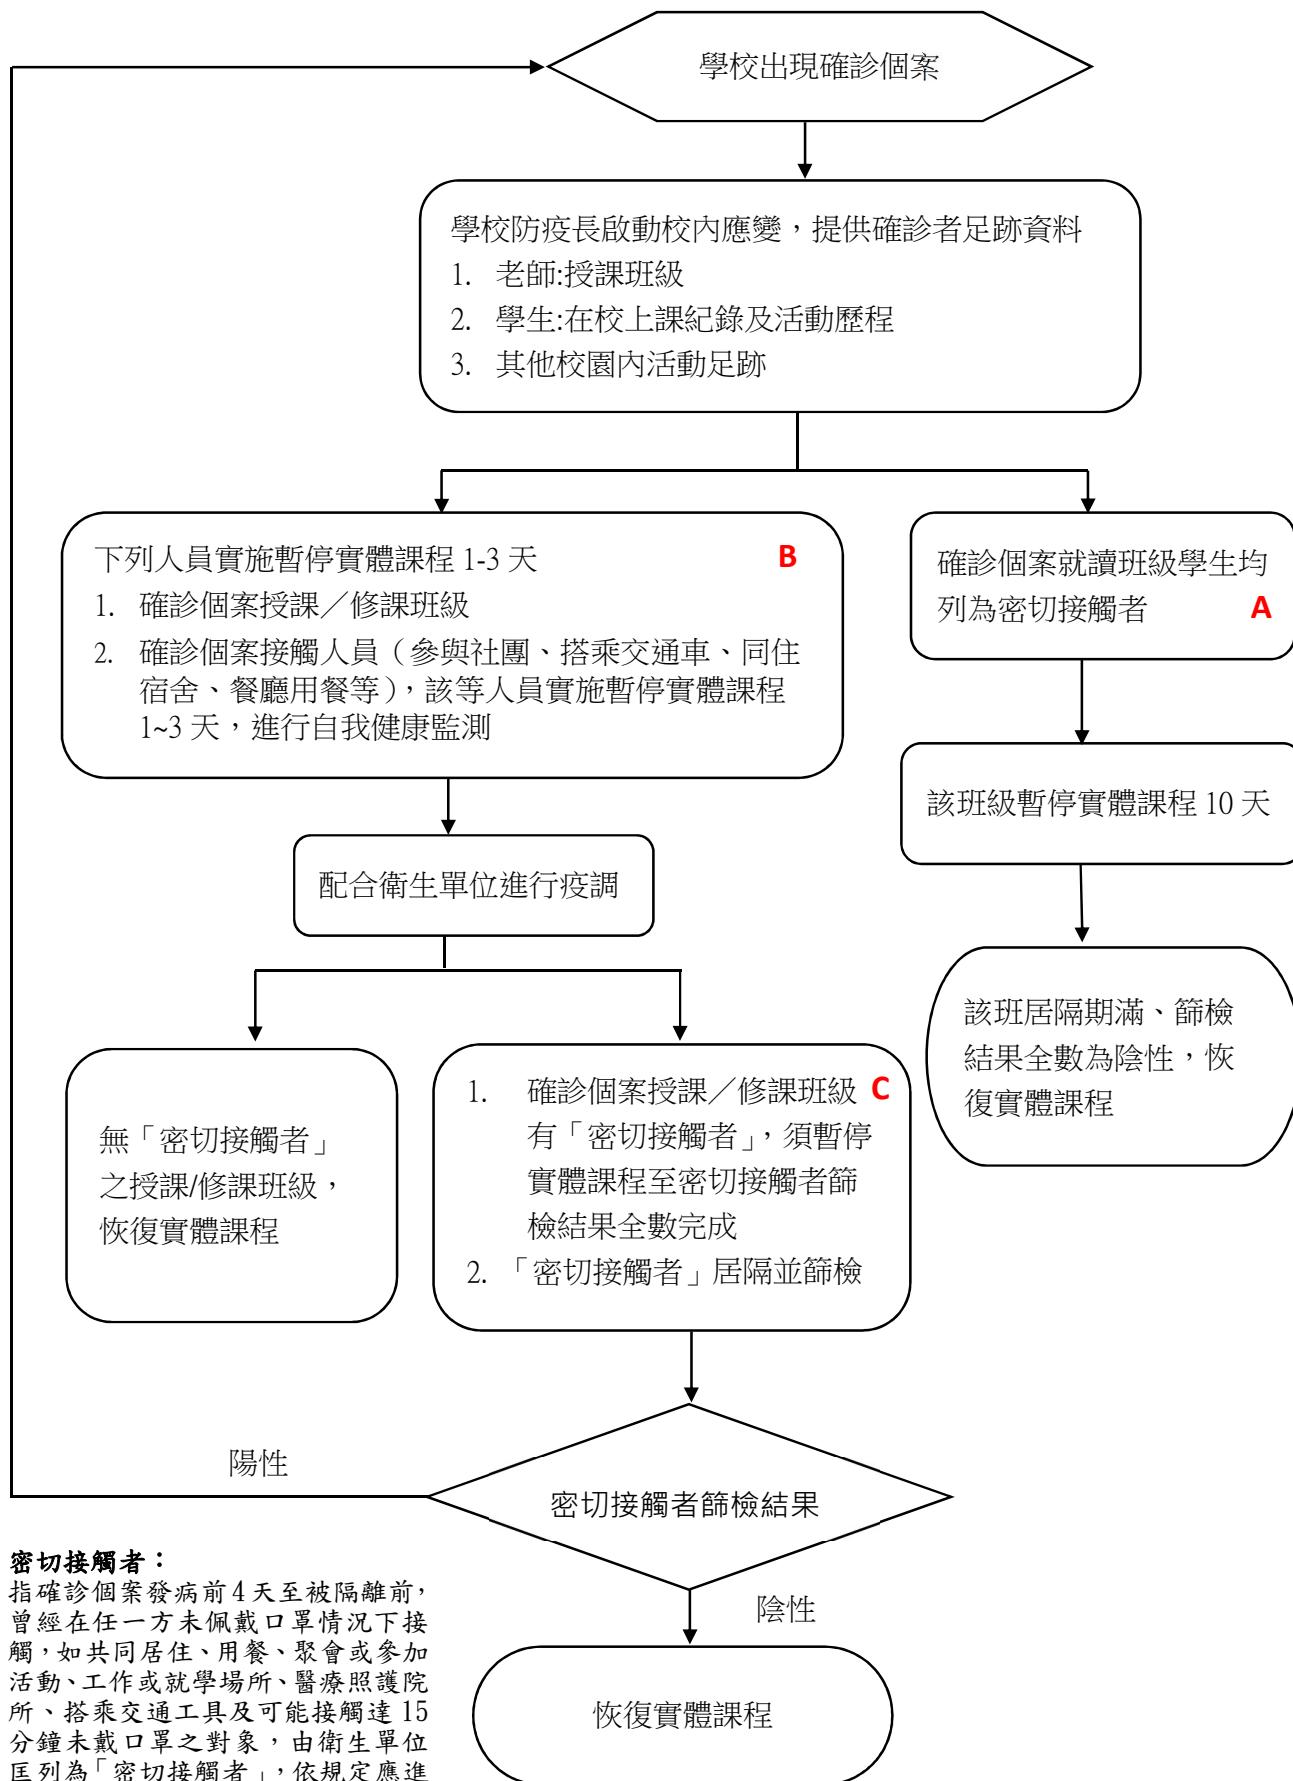 學校出現確診個案
學校防疫長啟動校內應變，提供確診者足跡資料
1. 老師:授課班級
2. 學生:在校上課紀錄及活動歷程
3. 其他校園內活動足跡
下列人員實施暫停實體課程 1-3 天 B
1. 確診個案授課／修課班級
2. 確診個案接觸人員（參與社團、搭乘交通車、同住
宿舍、餐廳用餐等），該等人員實施暫停實體課程
1~3 天，進行自我健康監測
確診個案就讀班級學生均
列為密切接觸者 A
該班級暫停實體課程 10 天
配合衛生單位進行疫調
該班居隔期滿、篩檢
結果全數為陰性，恢
復實體課程
無「密切接觸者」
之授課/修課班級，
恢復實體課程
1. 確診個案授課／修課班級 C
有「密切接觸者」，須暫停
實體課程至密切接觸者篩
檢結果全數完成
2. 「密切接觸者」居隔並篩檢
陽性
密切接觸者篩檢結果
陰性
恢復實體課程
密切接觸者：
指確診個案發病前 4 天至被隔離前，
曾經在任一方未佩戴口罩情況下接
觸，如共同居住、用餐、聚會或參加
活動、工作或就學場所、醫療照護院
所、搭乘交通工具及可能接觸達 15
分鐘未戴口罩之對象，由衛生單位
匡列為「密切接觸者」，依規定應進